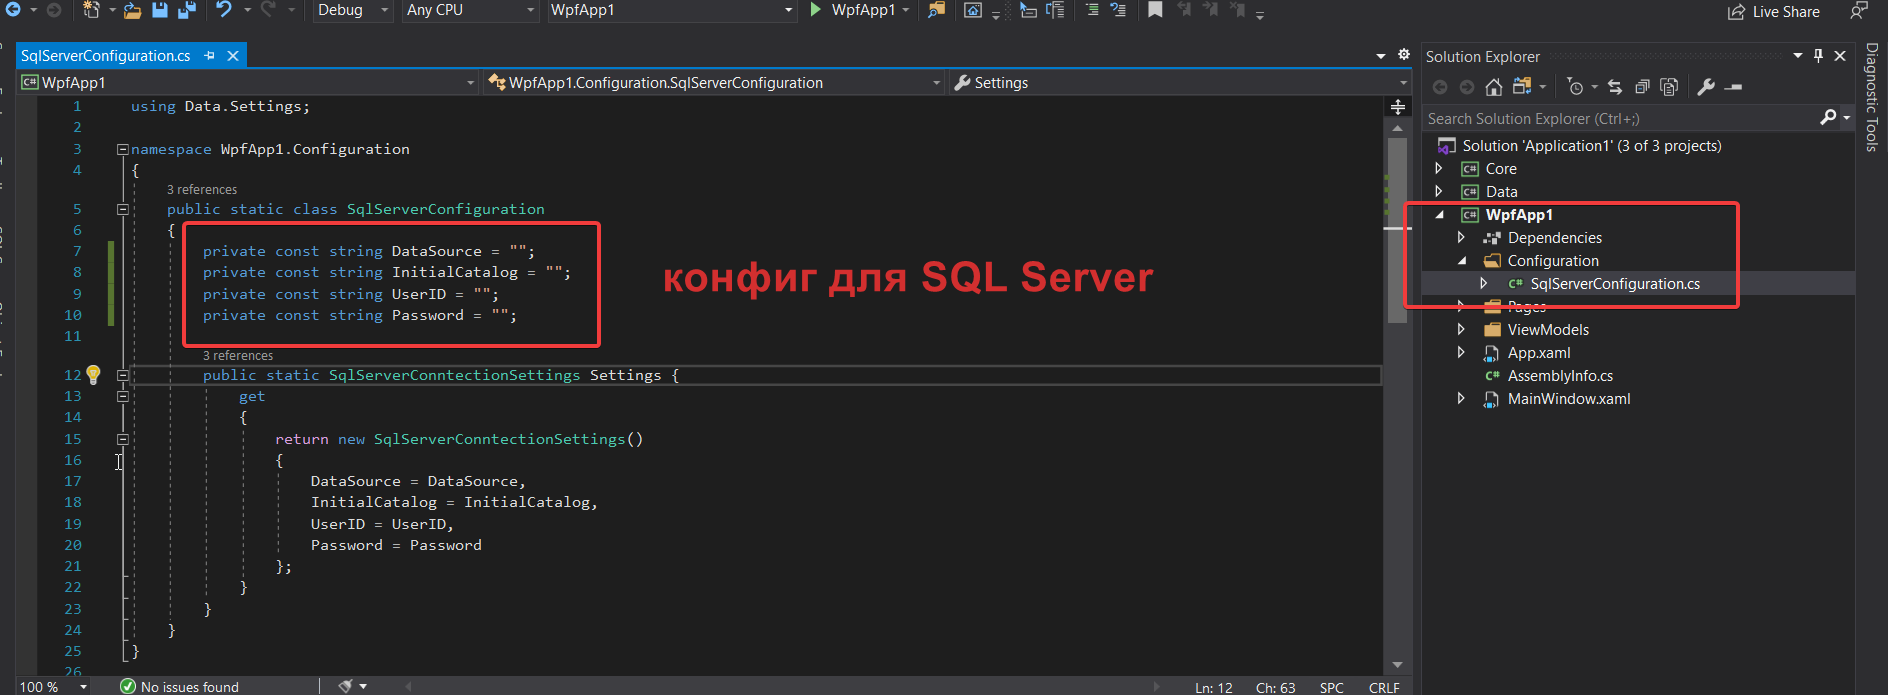 Debug
Any CPU
WpfApp1
WpfApp1
Live Share
SqlServerConfiguration.cs
WpfApp1
WpfApp1.Configuration.SqlServerConfiguration
Settings
1 using Data.Settings;
2
3 namespace WpfApp1.Configuration
4 {
3 references
5 public static class SqlServerConfiguration
6 {
7 private const string DataSource = "";
8 private const string InitialCatalog = "";
9 private const string UserID = "";
10 private const string Password = "";
11
конфиг для SQL Server
3 references
12 public static SqlServerConntectionSettings Settings {
13 get
14 {
15 return new SqlServerConntectionSettings()
16 {
17 DataSource = DataSource,
18 InitialCatalog = InitialCatalog,
19 UserID = UserID,
20 Password = Password
21 };
22 }
23 }
24 }
25 }
26
100 %
No issues found
Ln: 12
Ch: 63
SPC
CRLF
Solution Explorer
Search Solution Explorer (Ctrl+;)
Solution 'Application1' (3 of 3 projects)
C# Core
C# Data
C# WpfApp1
Dependencies
Configuration
C# SqlServerConfiguration.cs
Pages
ViewModels
App.xaml
C# AssemblyInfo.cs
MainWindow.xaml
Diagnostic Tools